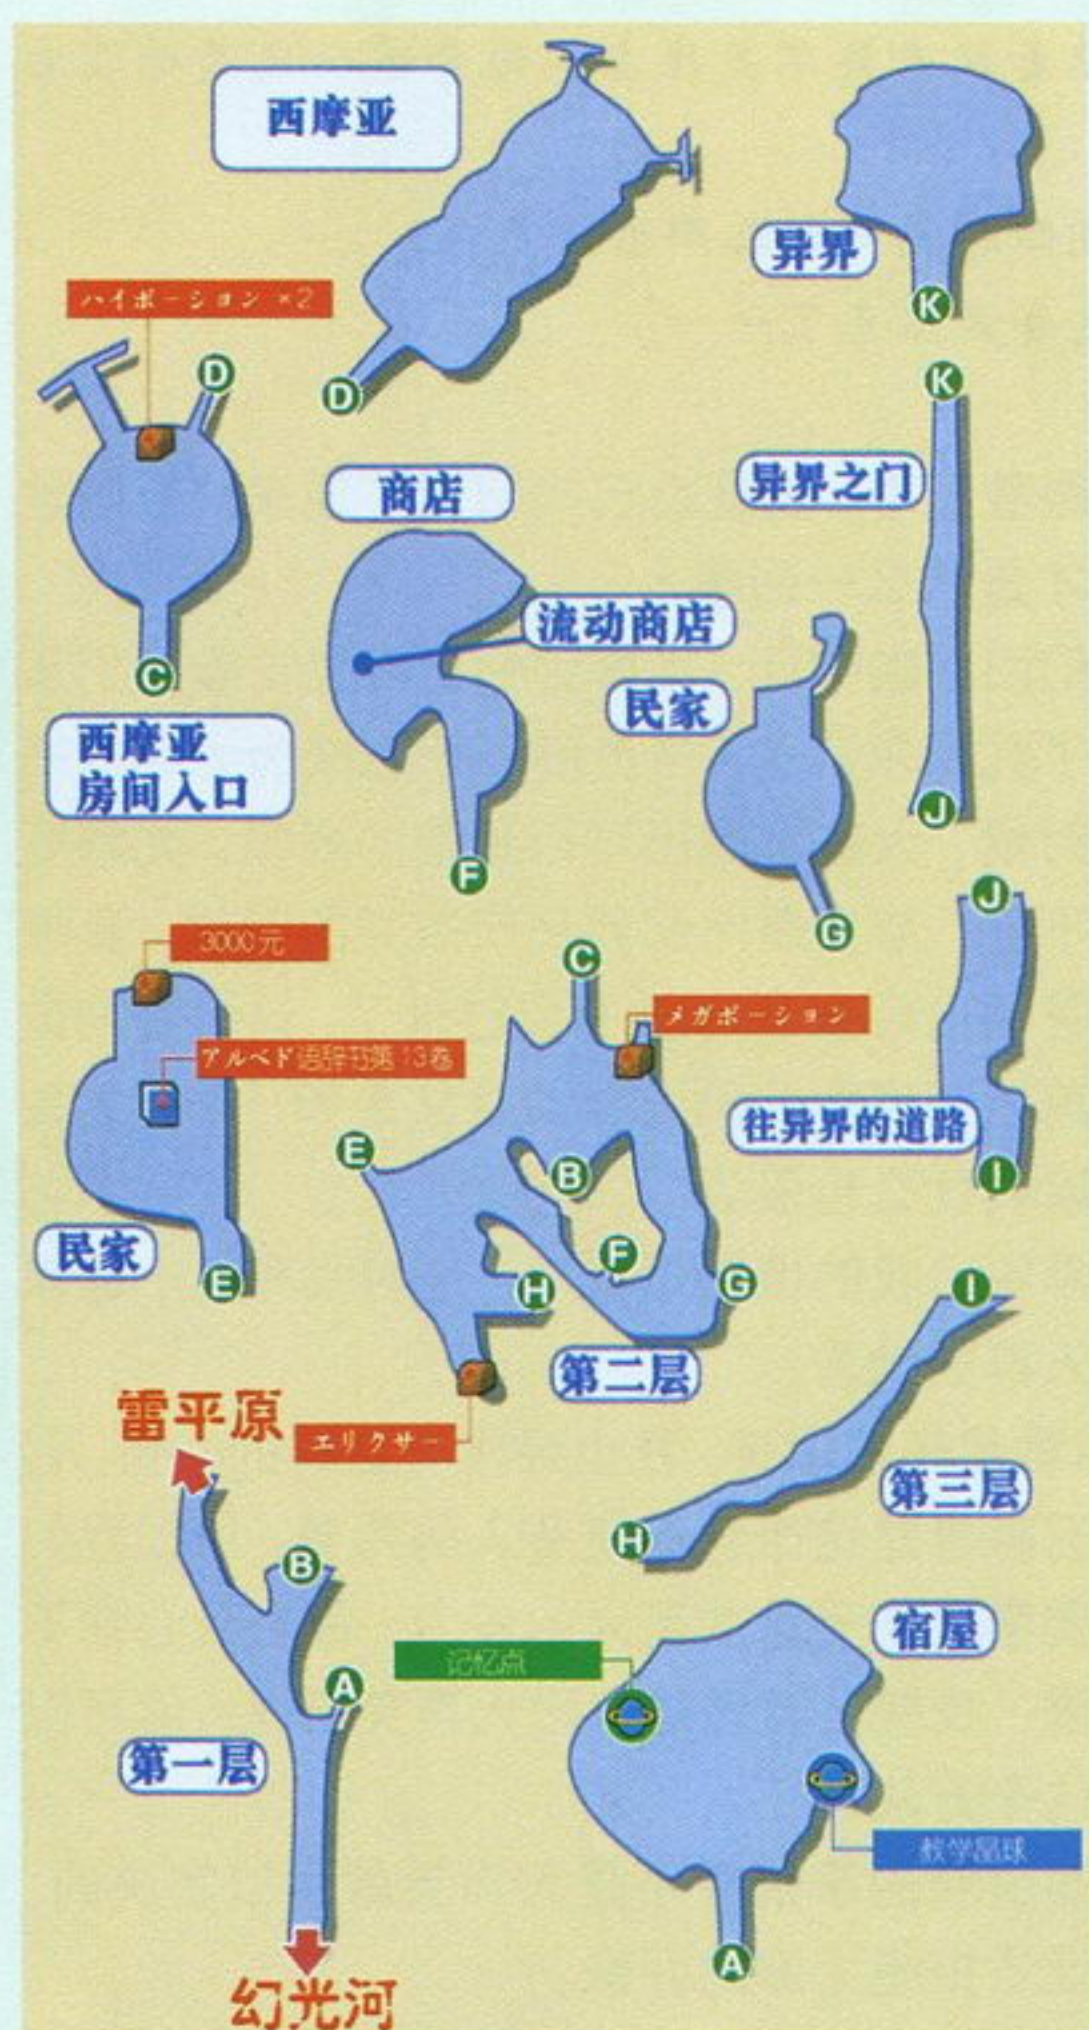 西摩亚
异界
K
ハイポーション ×2
D
D
K
商店
异界之门
流动商店
民家
C
西摩亚
房间入口
J
F
G
3000元
J
C
メガポーション
アルベド语辞书第13卷
往异界的道路
E
B
I
民家
F
E
H
G
I
第二层
雷平原
エリクサー
第三层
H
B
宿屋
记忆点
A
第一层
教学晶球
A
幻光河